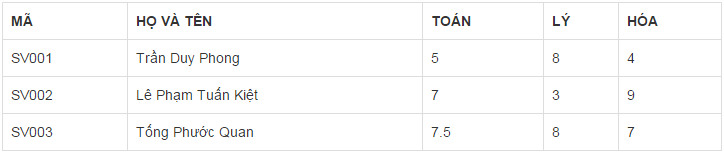 MÃ HỌ VÀ TÊN TOÁN LÝ HÓA
SV001 Trần Duy Phong 5 8 4
SV002 Lê Phạm Tuấn Kiệt 7 3 9
SV003 Tống Phước Quan 7.5 8 7